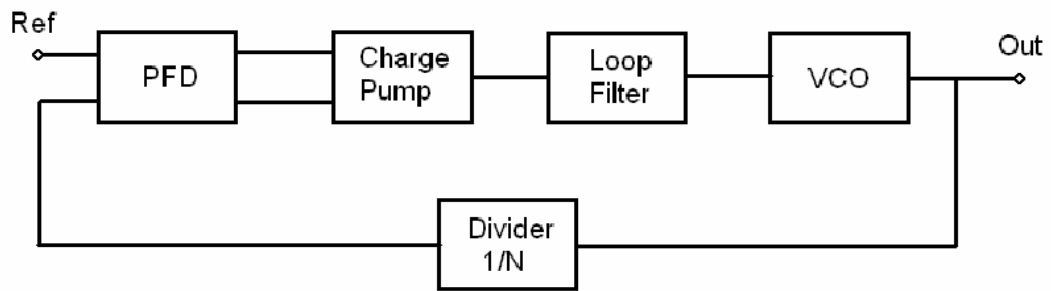 Ref
PFD
Charge
Pump
Loop
Filter
VCO
Out
Divider
1/N